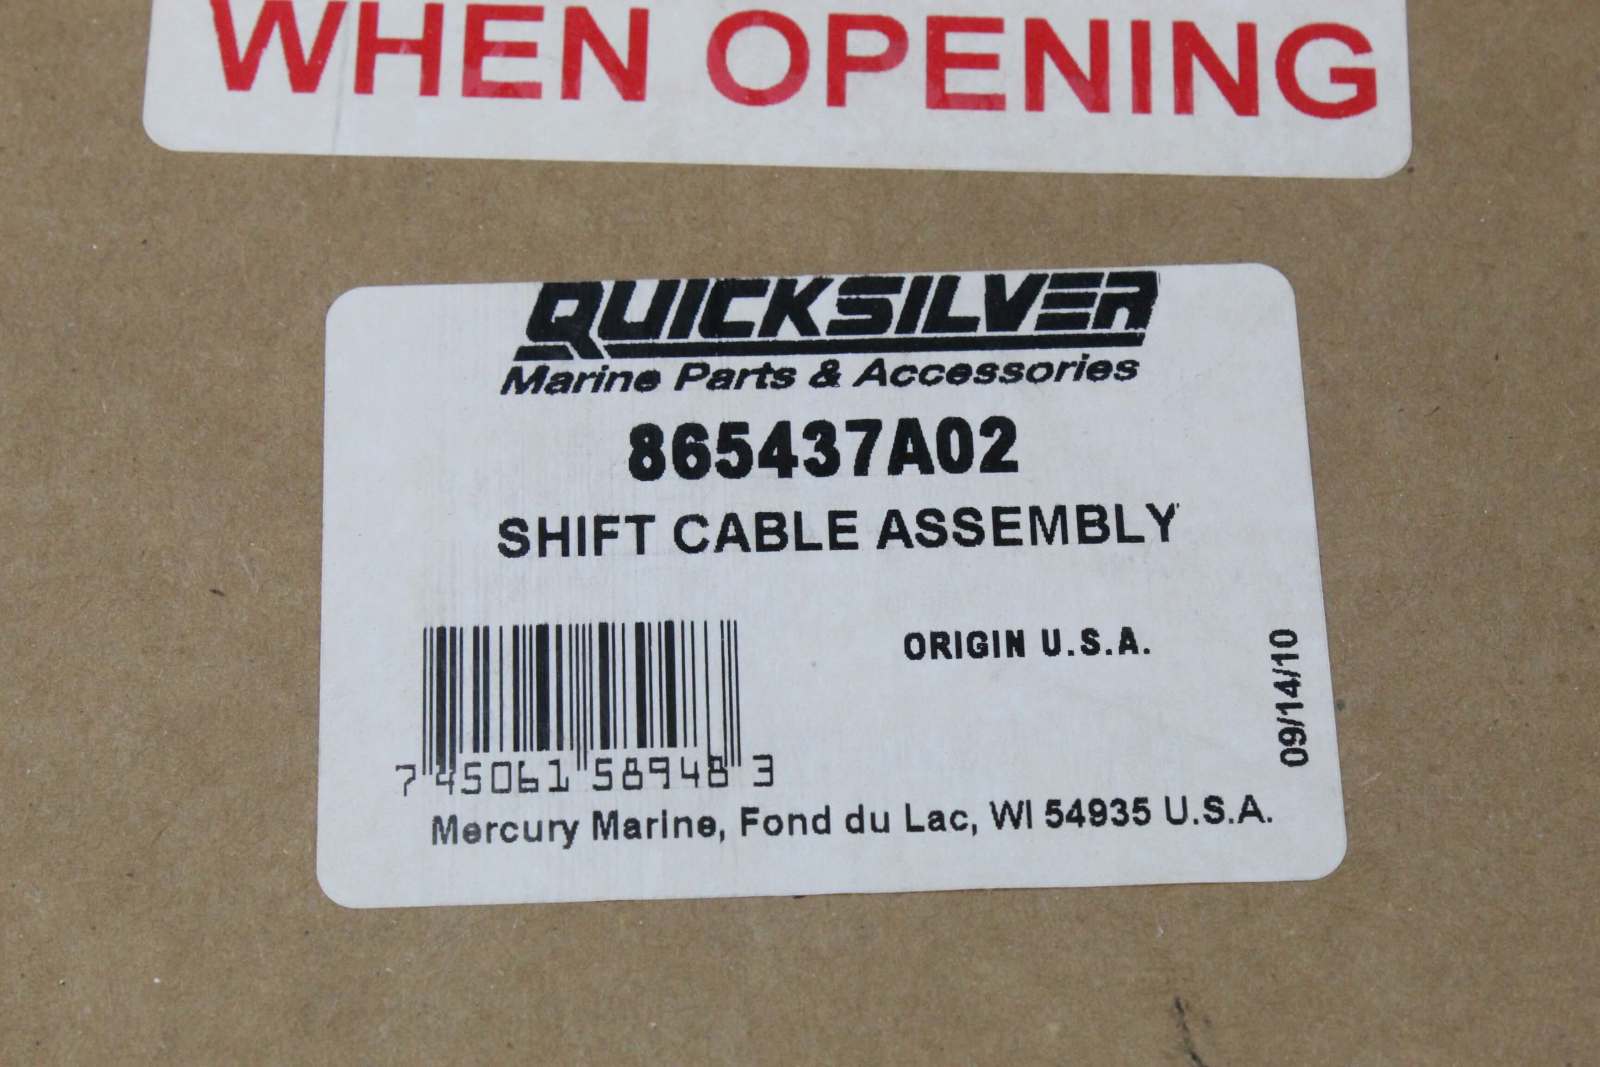 WHEN OPENING
QUICKSILVER
Marine Parts & Accessories
865437A02
SHIFT CABLE ASSEMBLY
ORIGIN U.S.A.
09/14/10
7 45061 58948 3
Mercury Marine, Fond du Lac, WI 54935 U.S.A.